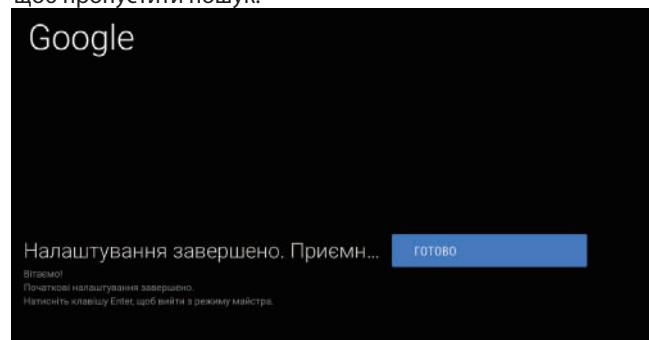 щоб пропустити пошук.
Google
Налаштування завершено. Приємн...
ГОТОВО
Вітаємо!
Початкові налаштування завершено.
Натисніть клавішу Enter, щоб вийти з режиму майстра.